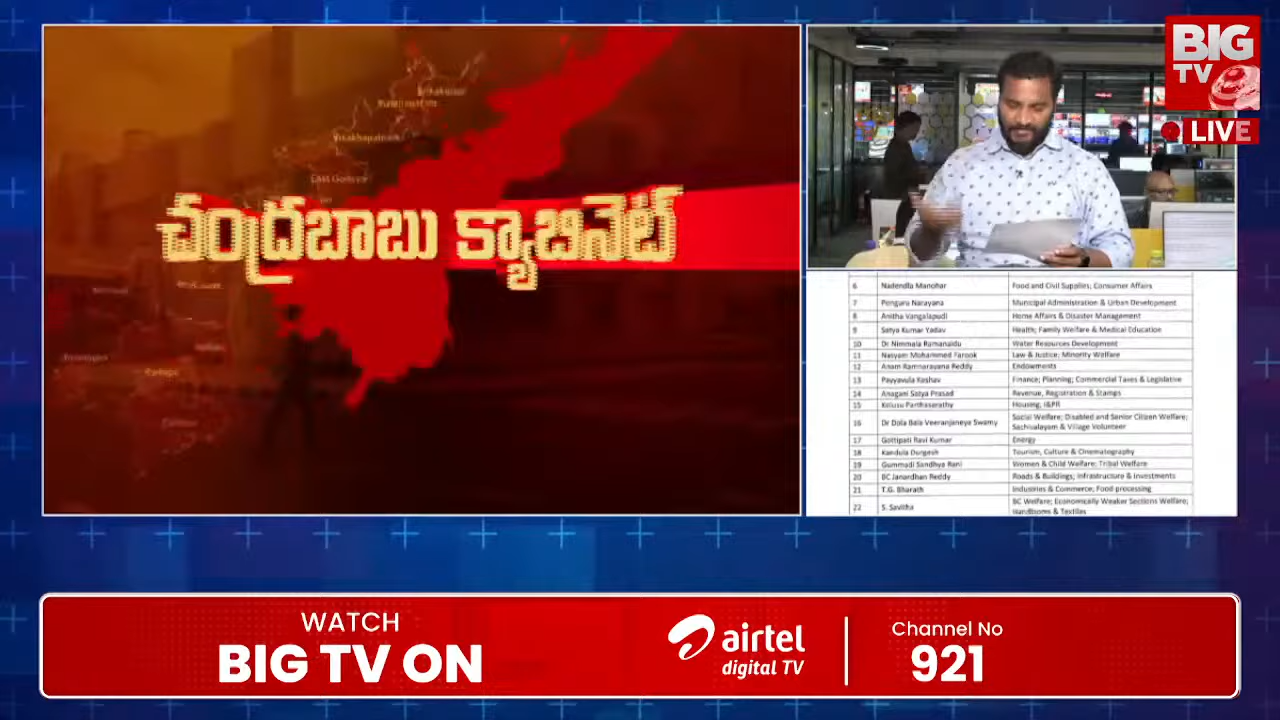 BIG
TV
LIVE
Srikakulam
Visakhapatnam
East Godavari
చంద్రబాబు క్యాబినెట్
6 Nadendla Manohar Food and Civil Supplies; Consumer Affairs
7 Ponguru Narayana Municipal Administration & Urban Development
8 Anitha Vangalapudi Home Affairs & Disaster Management
9 Satya Kumar Yadav Health; Family Welfare & Medical Education
10 Dr Nimmala Ramanaidu Water Resources Development
11 Nasyam Mohammed Farook Law & Justice; Minority Welfare
12 Anam Ramnarayana Reddy Endowments
13 Payyavula Keshav Finance; Planning; Commercial Taxes & Legislative
14 Anagani Satya Prasad Revenue, Registration & Stamps
15 Kolusu Parthasarathy Housing, I&PR
16 Dr Dola Bala Veeranjaneya Swamy Social Welfare; Disabled and Senior Citizen Welfare;
Sachivalayam & Village Volunteer
17 Gottipati Ravi Kumar Energy
18 Kandula Durgesh Tourism, Culture & Cinematography
19 Gummadi Sandhya Rani Women & Child Welfare; Tribal Welfare
20 BC Janardhan Reddy Roads & Buildings; Infrastructure & Investments
21 T.G. Bharath Industries & Commerce; Food processing
22 S. Savitha BC Welfare; Economically Weaker Sections Welfare;
Handlooms & Textiles
WATCH
BIG TV ON
airtel
digital TV
Channel No
921